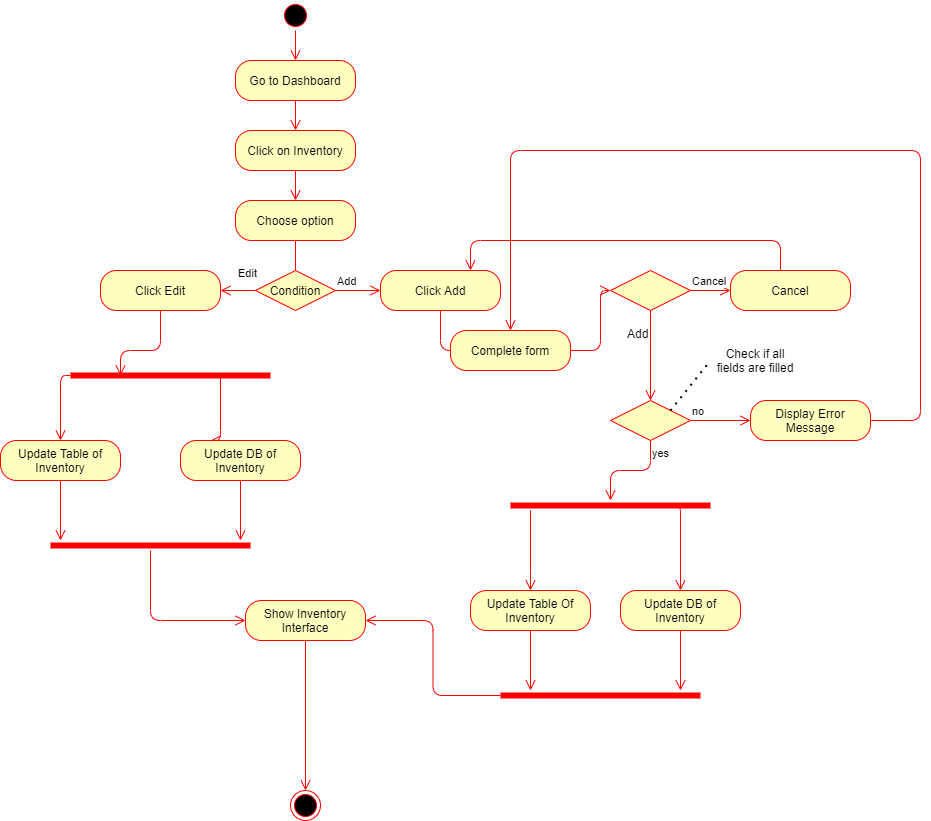 Go to Dashboard
Click on Inventory
Choose option
Edit
Condition
Add
Click Edit
Click Add
Cancel
Cancel
Complete form
Add
Check if all
fields are filled
no
Display Error
Message
yes
Update Table of
Inventory
Update DB of
Inventory
Update Table Of
Inventory
Update DB of
Inventory
Show Inventory
Interface